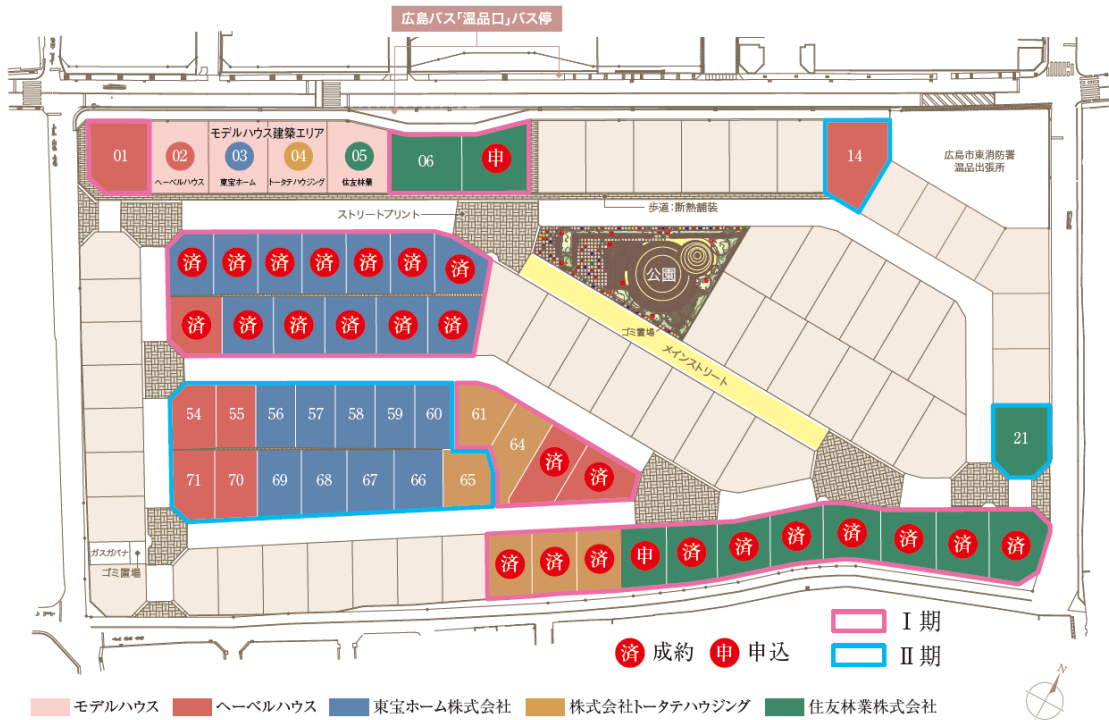 広島バス「温品口」バス停
モデルハウス建築エリア
01
02
03
04
05
06
申
14
ヘーベルハウス
東宝ホーム
トータテハウジング
住友林業
広島市東消防署
温品出張所
ストリートプリント
歩道:断熱舗装
済 済 済 済 済 済 済
公園
済 済 済 済 済 済
ゴミ置場
メインストリート
54 55 56 57 58 59 60 61
64
済
済
21
71 70 69 68 67 66 65
ガスガバナ
ゴミ置場
済 済 済 申 済 済 済 済 済 済 済
済 成約 申 申込
Ⅰ期
Ⅱ期
N
モデルハウス ヘーベルハウス 東宝ホーム株式会社 株式会社トータテハウジング 住友林業株式会社